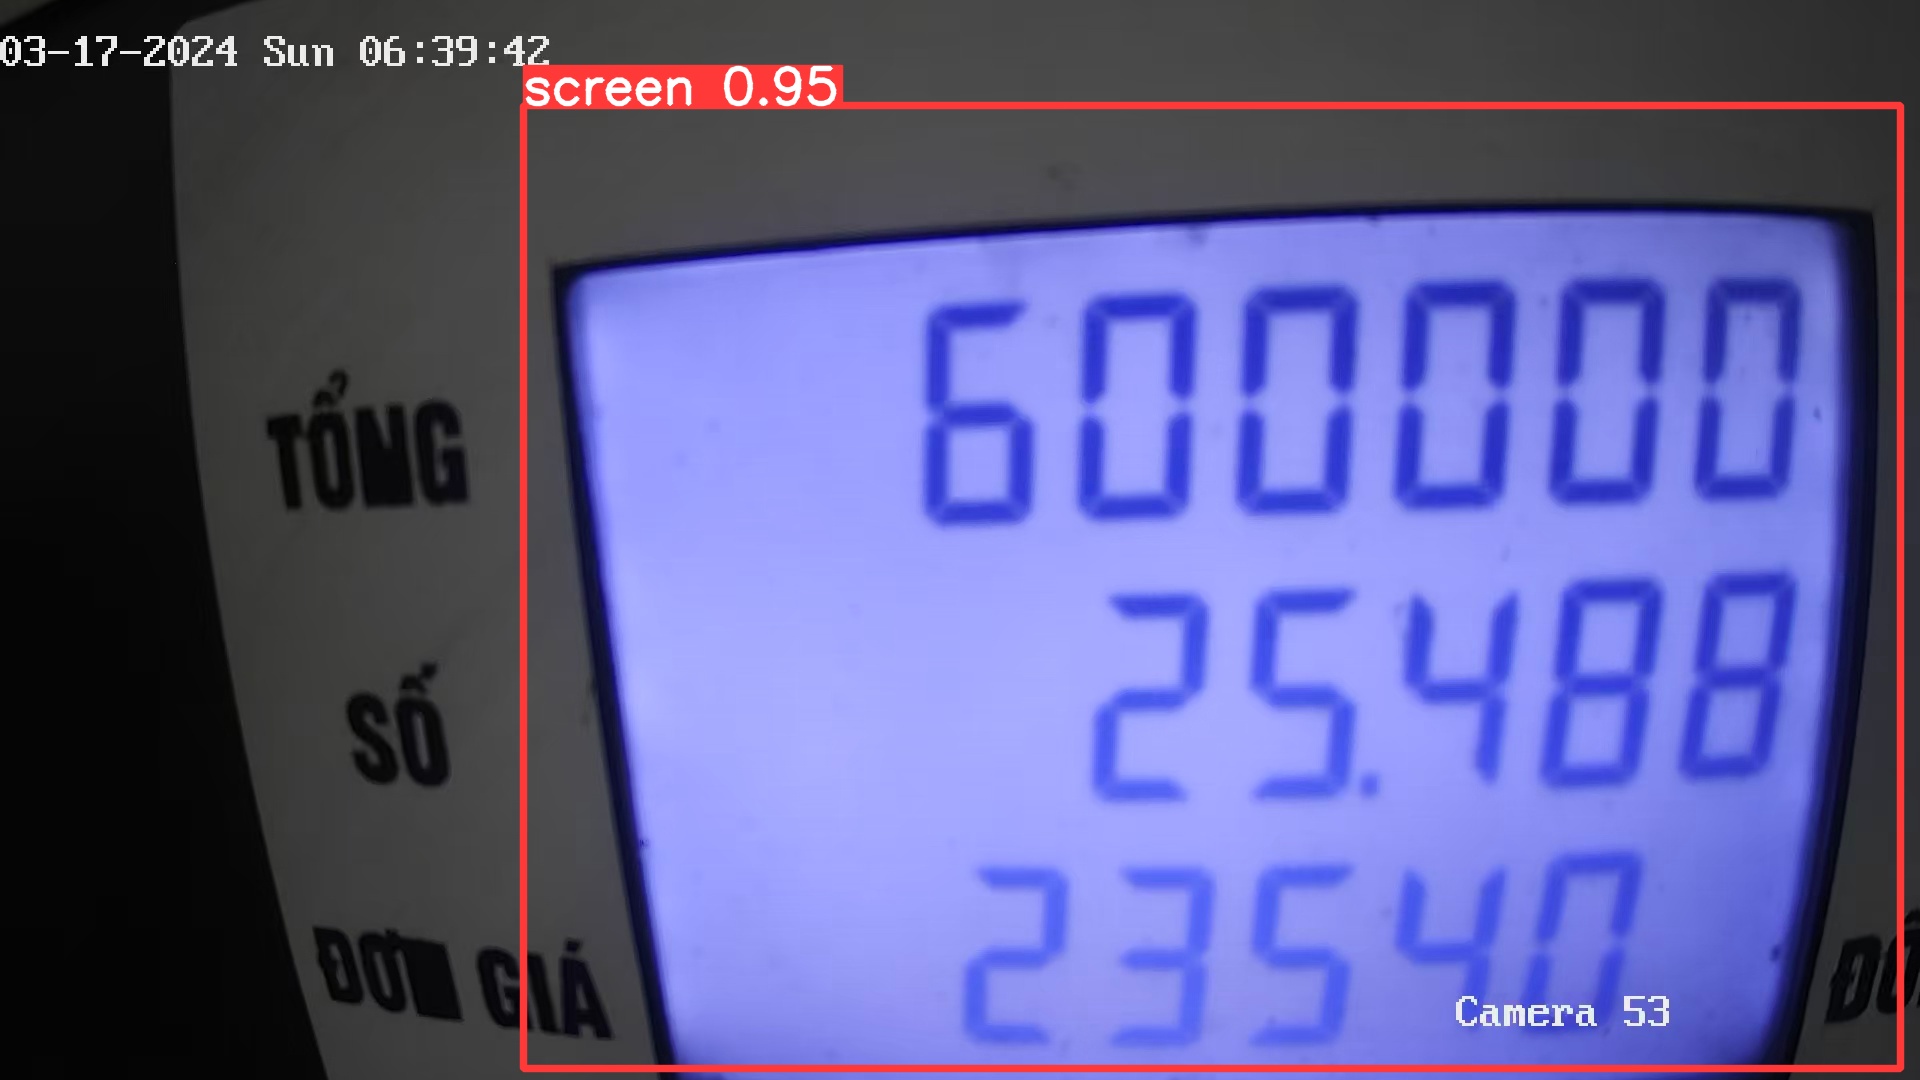 03-17-2024 Sun 06:39:42
screen 0.95
TỔNG 600000
SỐ 25.488
ĐƠN GIÁ 23540
Camera 53